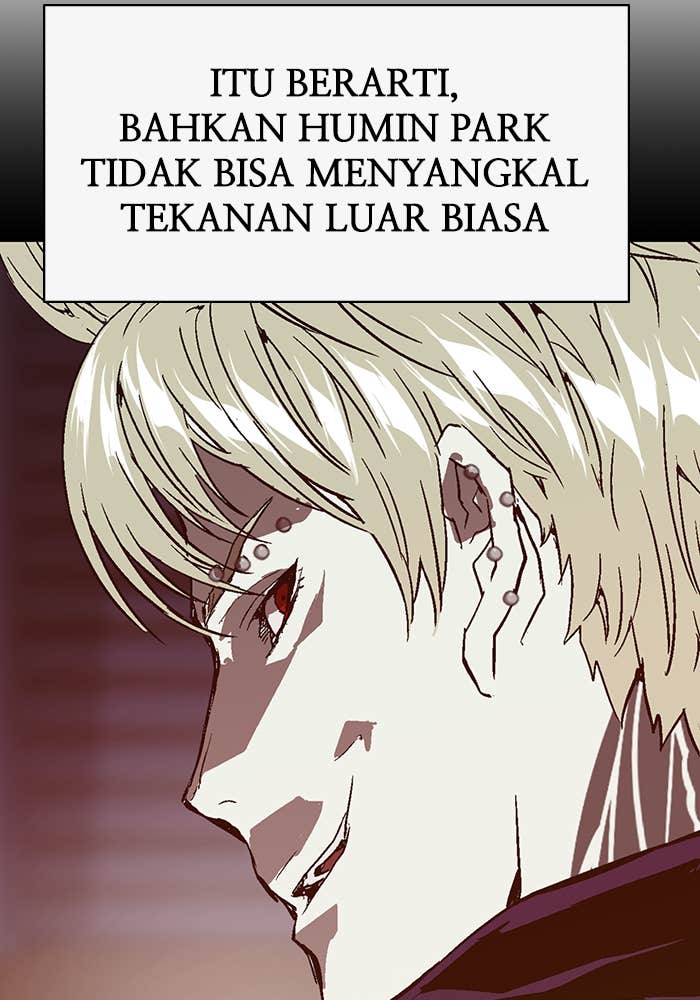 ITU BERARTI,
BAHKAN HUMIN PARK
TIDAK BISA MENYANGKAL
TEKANAN LUAR BIASA